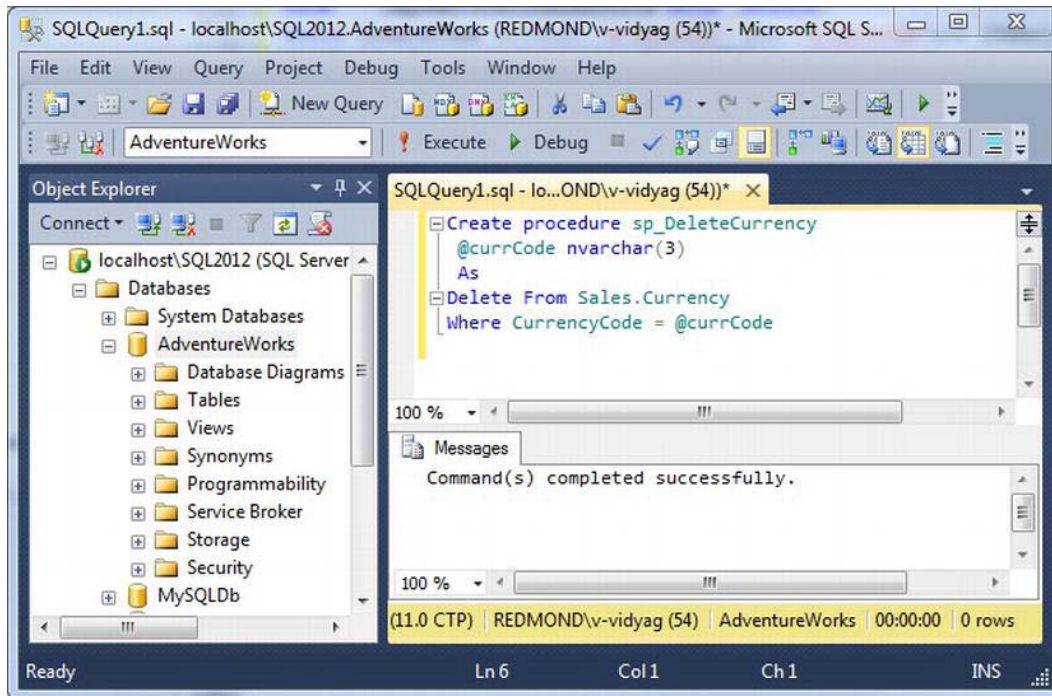 SQLQuery1.sql - localhost\SQL2012.AdventureWorks (REDMOND\v-vidyag (54))* - Microsoft SQL S...
File Edit View Query Project Debug Tools Window Help
New Query
AdventureWorks Execute Debug
Object Explorer
Connect
localhost\SQL2012 (SQL Server
Databases
System Databases
AdventureWorks
Database Diagrams
Tables
Views
Synonyms
Programmability
Service Broker
Storage
Security
MySQLDb
SQLQuery1.sql - lo...OND\v-vidyag (54))*
Create procedure sp_DeleteCurrency
@currCode nvarchar(3)
As
Delete From Sales.Currency
Where CurrencyCode = @currCode
100 %
Messages
Command(s) completed successfully.
100 %
(11.0 CTP) REDMOND\v-vidyag (54) AdventureWorks 00:00:00 0 rows
Ready Ln 6 Col 1 Ch 1 INS